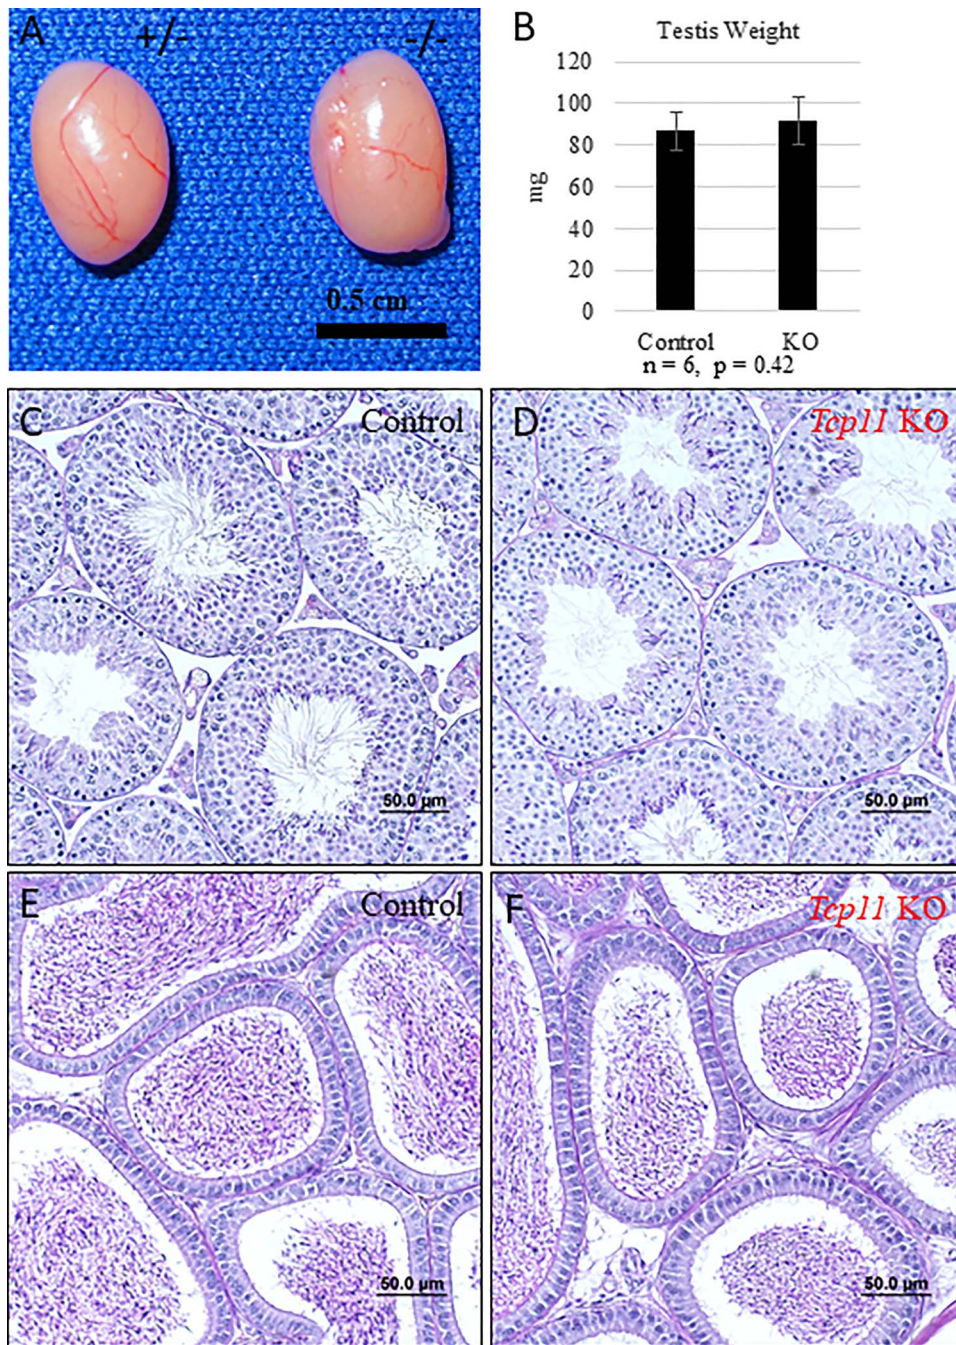 A
+/-
-/-
0.5 cm
B
Testis Weight
120
100
80
60
40
20
0
mg
Control
KO
n = 6, p = 0.42
C
Control
50.0 µm
D
Tcp11 KO
50.0 µm
E
Control
50.0 µm
F
Tcp11 KO
50.0 µm